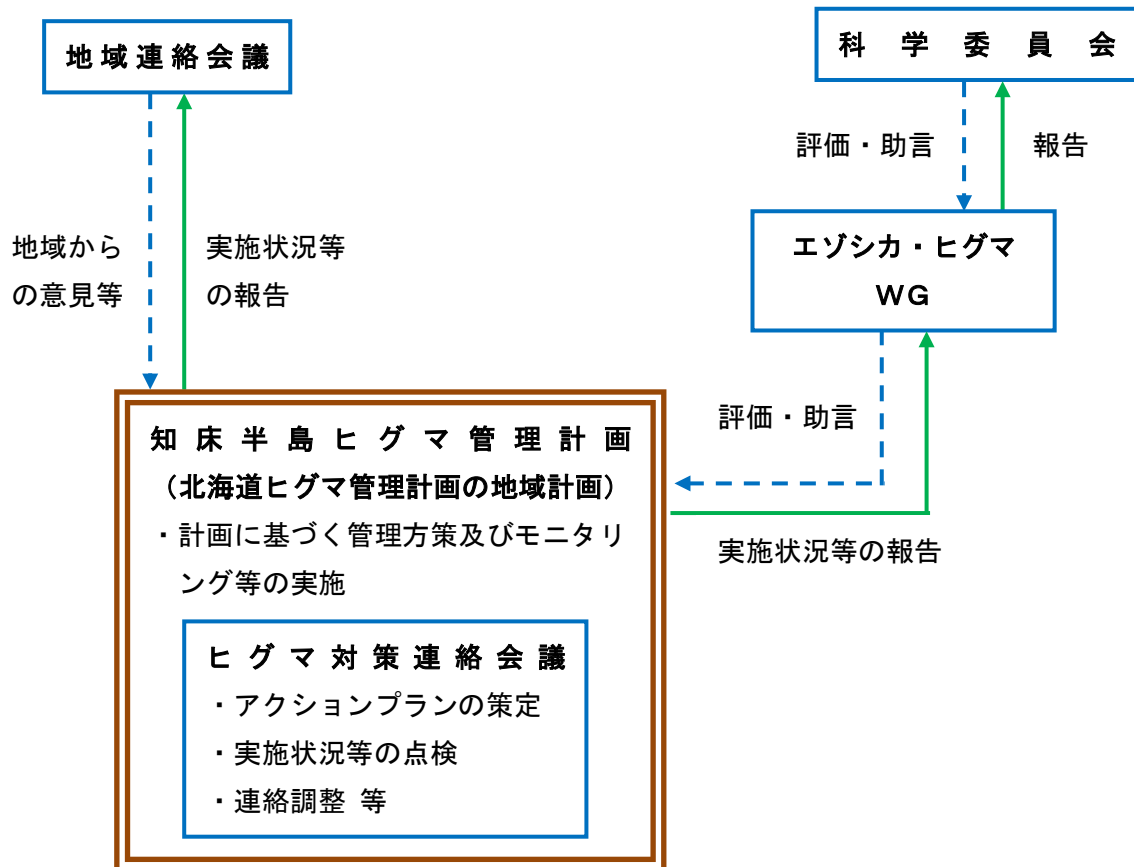 地域連絡会議
科学委員会
評価・助言
報告
地域から
の意見等
実施状況等
の報告
エゾシカ・ヒグマ
ＷＧ
評価・助言
実施状況等の報告
知床半島ヒグマ管理計画
（北海道ヒグマ管理計画の地域計画）
・計画に基づく管理方策及びモニタリ
ング等の実施
ヒグマ対策連絡会議
・アクションプランの策定
・実施状況等の点検
・連絡調整 等